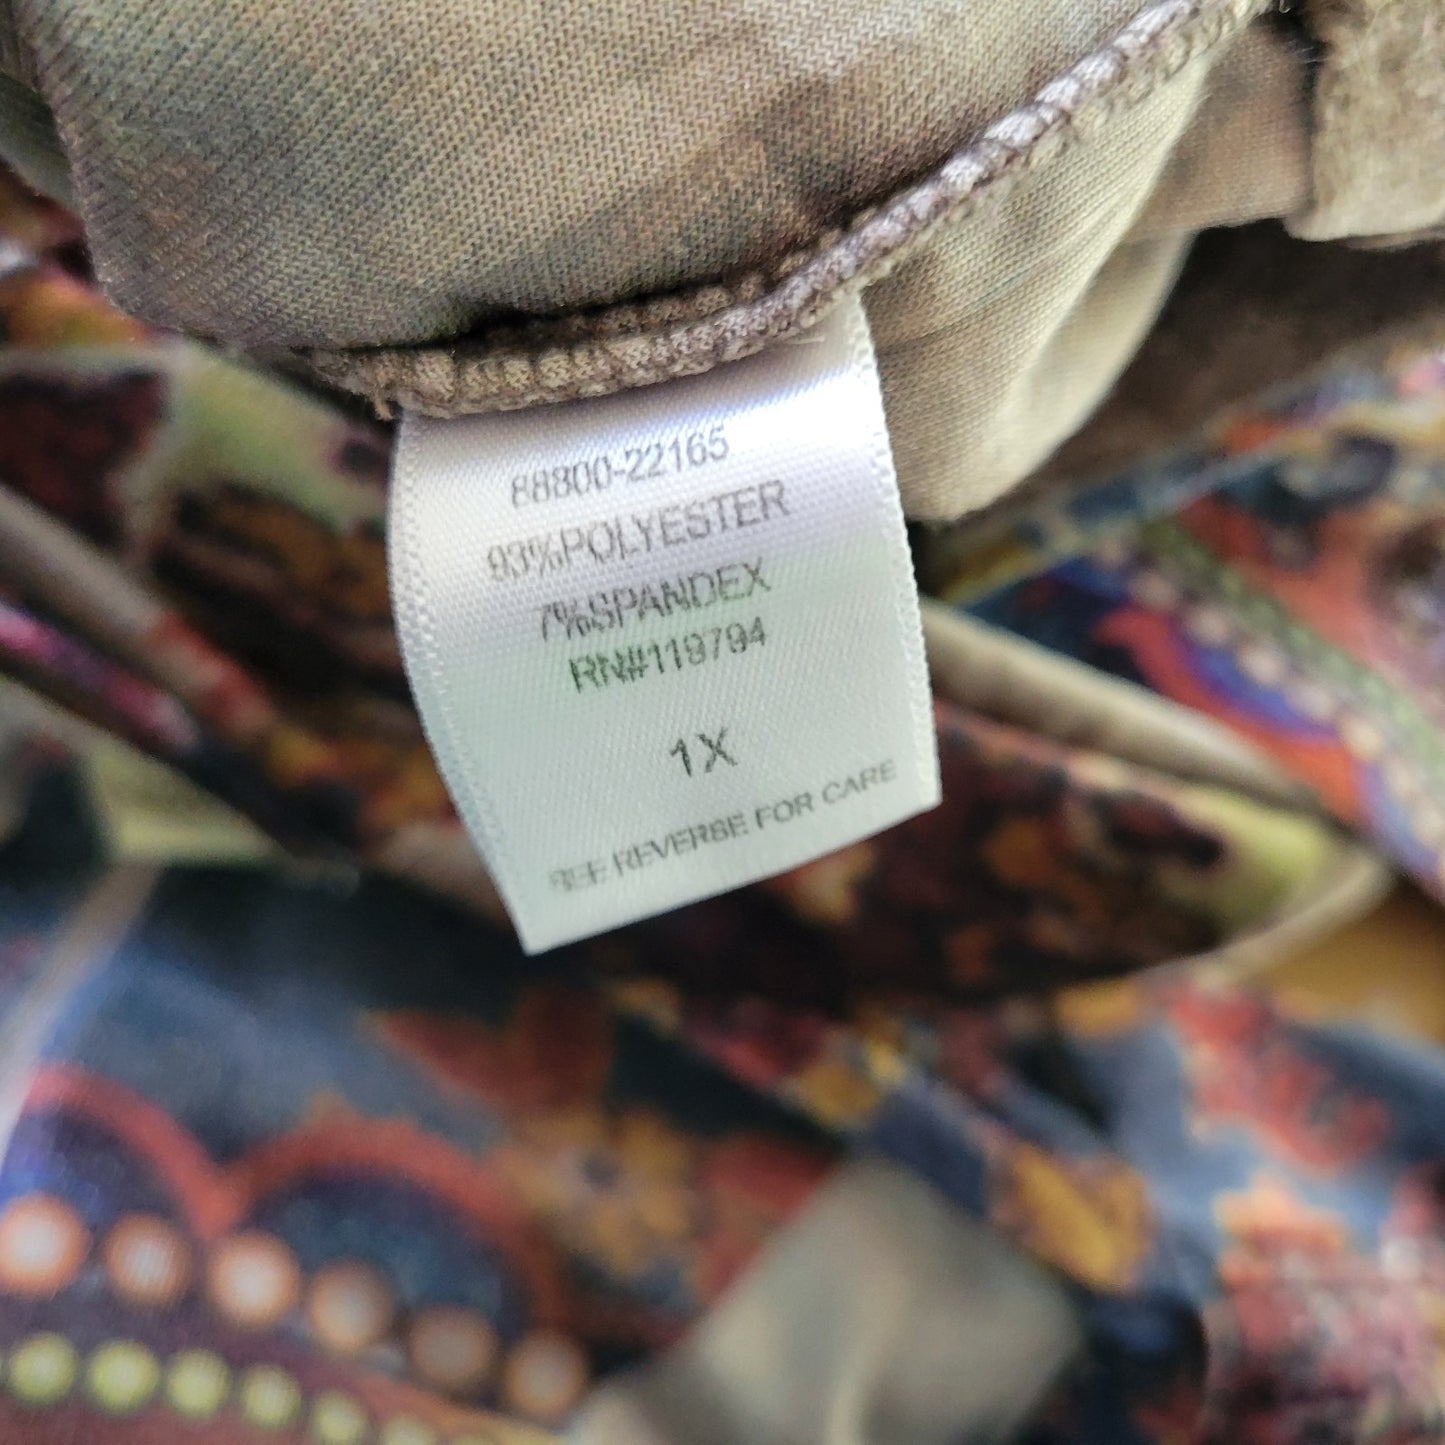 88800-22165
93%POLYESTER
7%SPANDEX
RN#119794
1X
SEE REVERSE FOR CARE